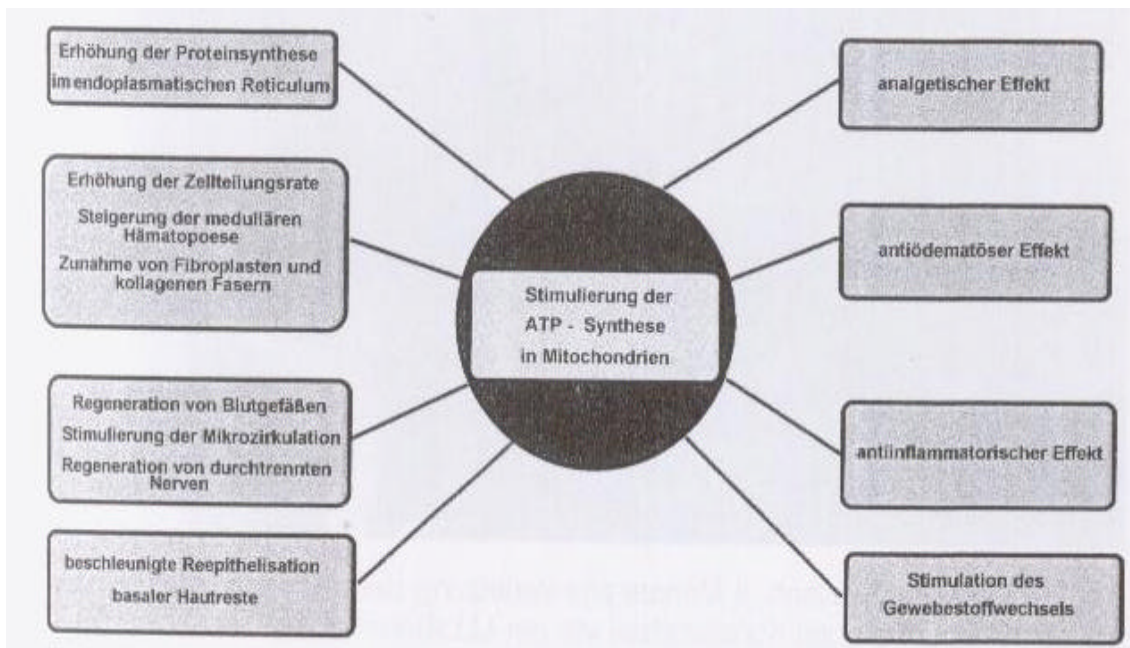 Erhöhung der Proteinsynthese
im endoplasmatischen Reticulum
Erhöhung der Zellteilungsrate
Steigerung der medullären
Hämatopoese
Zunahme von Fibroplasten und
kollagenen Fasern
Regeneration von Blutgefäßen
Stimulierung der Mikrozirkulation
Regeneration von durchtrennten
Nerven
beschleunigte Reepithelisation
basaler Hautreste
Stimulierung der
ATP - Synthese
in Mitochondrien
analgetischer Effekt
antiödematöser Effekt
antiinflammatorischer Effekt
Stimulation des
Gewebestoffwechsels